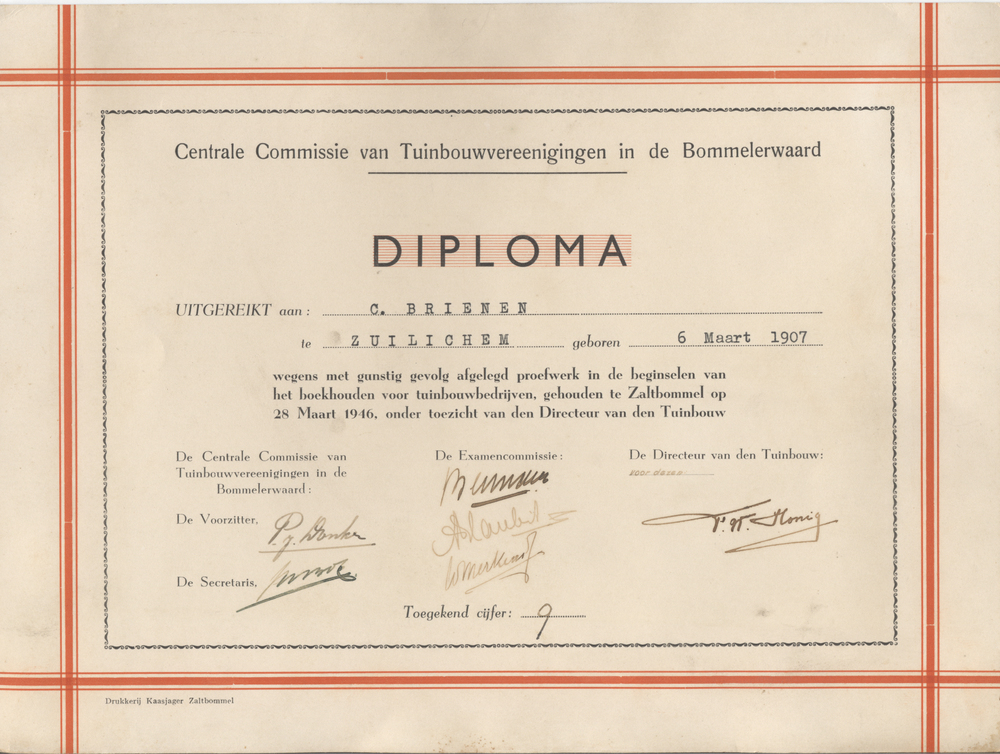 Centrale Commissie van Tuinbouwvereenigingen in de Bommelerwaard
DIPLOMA
UITGEREIKT aan: C. BRIENEN
te ZUILICHEM geboren 6 Maart 1907
wegens met gunstig gevolg afgelegd proefwerk in de beginselen van
het boekhouden voor tuinbouwbedrijven, gehouden te Zaltbommel op
28 Maart 1946, onder toezicht van den Directeur van den Tuinbouw
De Centrale Commissie van
Tuinbouwvereenigingen in de
Bommelerwaard:
De Voorzitter,
P. J. Donker
De Secretaris,
De Examencommissie:
De Directeur van den Tuinbouw:
voor deze
Honig
Toegekend cijfer: 9
Drukkerij Kaasjager Zaltbommel